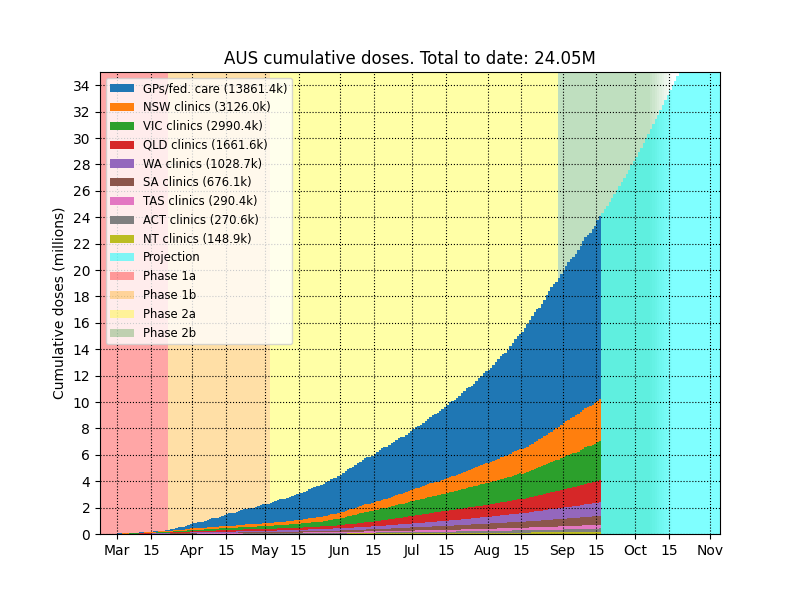 AUS cumulative doses. Total to date: 24.05M
Cumulative doses (millions)
34
32
30
28
26
24
22
20
18
16
14
12
10
8
6
4
2
0
GPs/fed. care (13861.4k)
NSW clinics (3126.0k)
VIC clinics (2990.4k)
QLD clinics (1661.6k)
WA clinics (1028.7k)
SA clinics (676.1k)
TAS clinics (290.4k)
ACT clinics (270.6k)
NT clinics (148.9k)
Projection
Phase 1a
Phase 1b
Phase 2a
Phase 2b
Mar 15 Apr 15 May 15 Jun 15 Jul 15 Aug 15 Sep 15 Oct 15 Nov